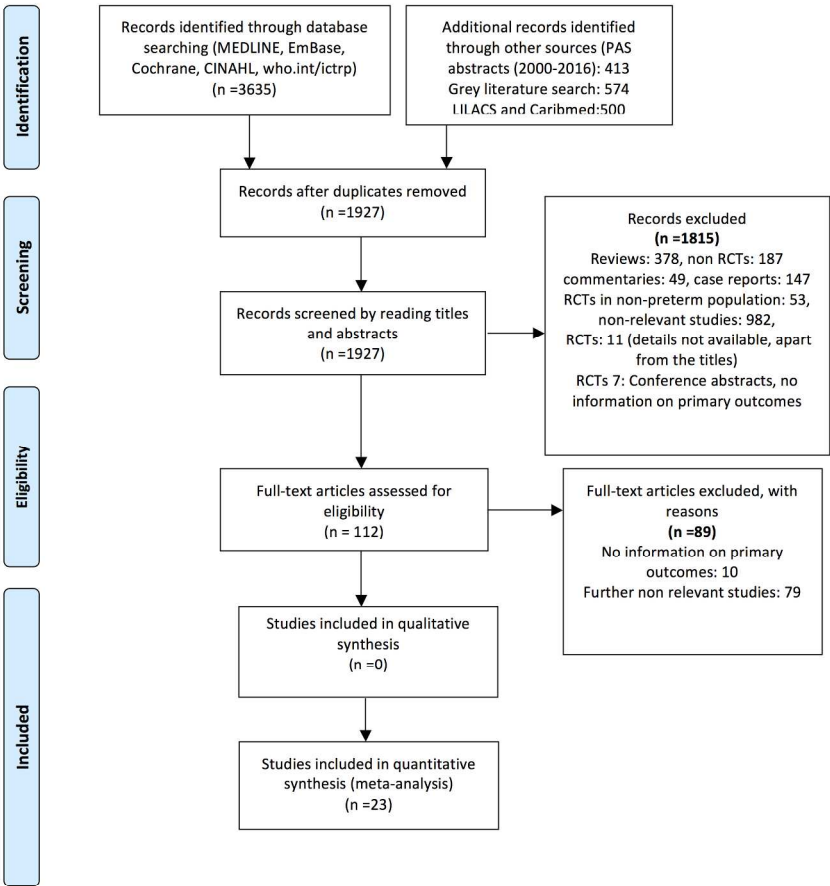 Identification
Records identified through database
searching (MEDLINE, EmBase,
Cochrane, CINAHL, who.int/ictrp)
(n =3635)
Additional records identified
through other sources (PAS
abstracts (2000-2016): 413
Grey literature search: 574
LILACS and Caribmed:500
Records after duplicates removed
(n =1927)
Screening
Records screened by reading titles
and abstracts
(n =1927)
Records excluded
(n =1815)
Reviews: 378, non RCTs: 187
commentaries: 49, case reports: 147
RCTs in non-preterm population: 53,
non-relevant studies: 982,
RCTs: 11 (details not available, apart
from the titles)
RCTs 7: Conference abstracts, no
information on primary outcomes
Eligibility
Full-text articles assessed for
eligibility
(n = 112)
Full-text articles excluded, with
reasons
(n =89)
No information on primary
outcomes: 10
Further non relevant studies: 79
Included
Studies included in qualitative
synthesis
(n =0)
Studies included in quantitative
synthesis (meta-analysis)
(n =23)